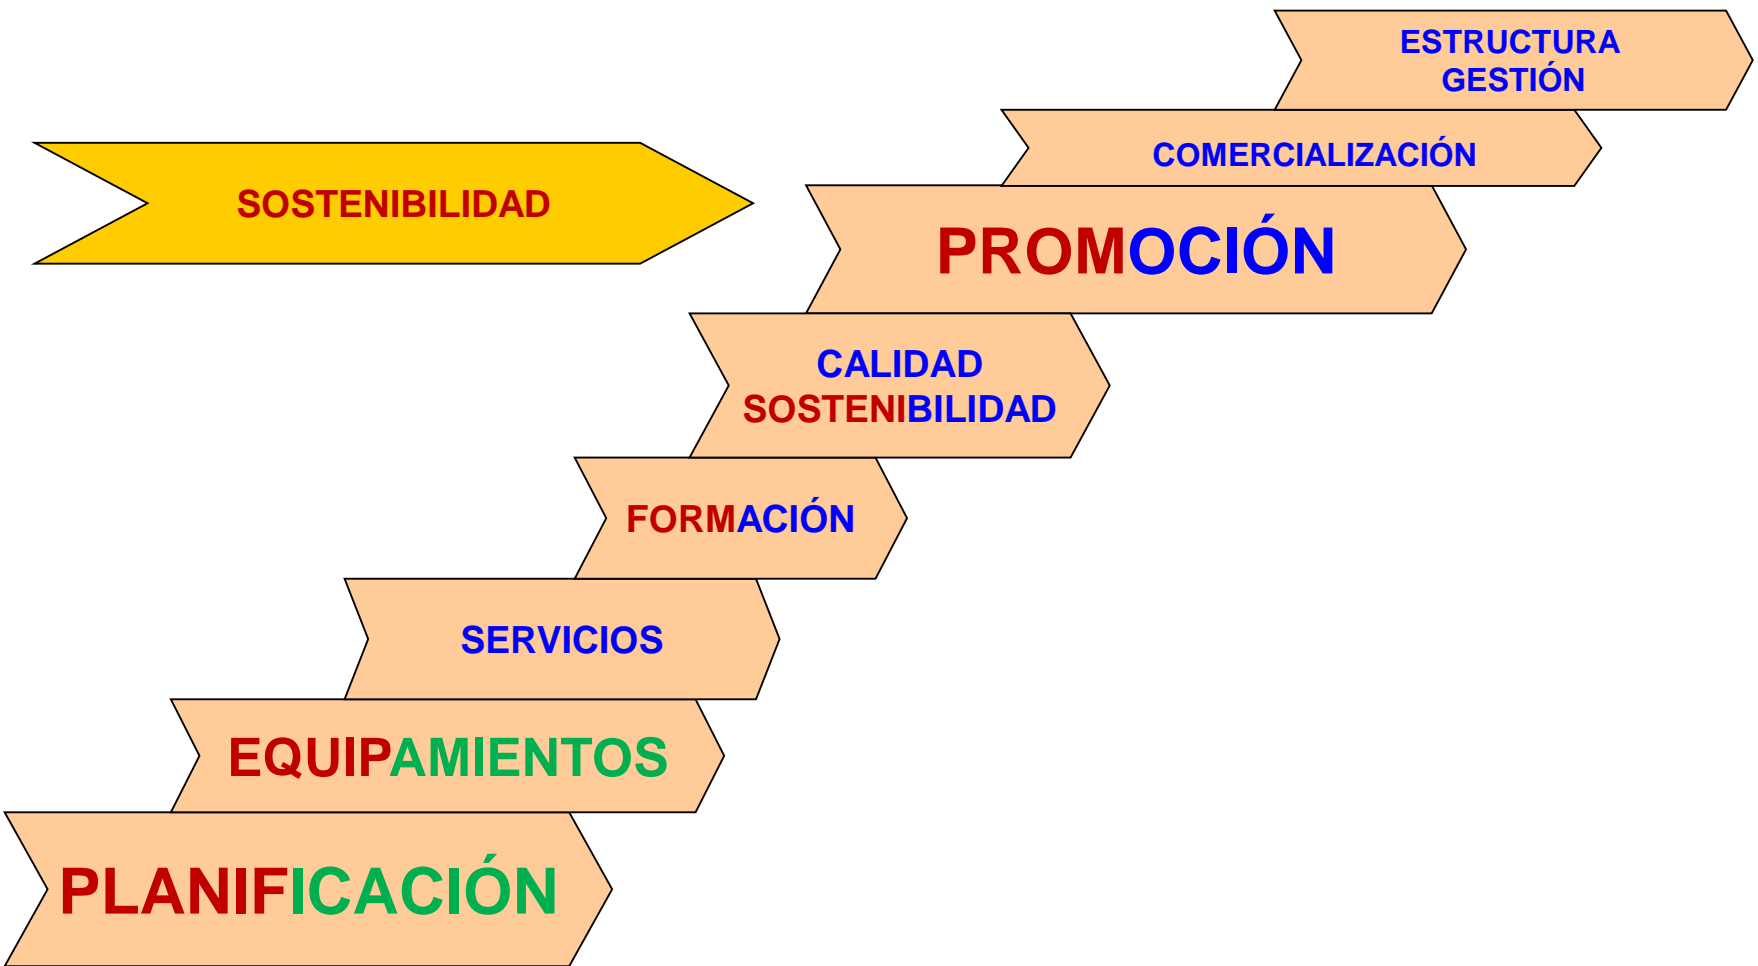 ESTRUCTURA
GESTIÓN
COMERCIALIZACIÓN
SOSTENIBILIDAD
PROMOCIÓN
CALIDAD
SOSTENIBILIDAD
FORMACIÓN
SERVICIOS
EQUIPAMIENTOS
PLANIFICACIÓN